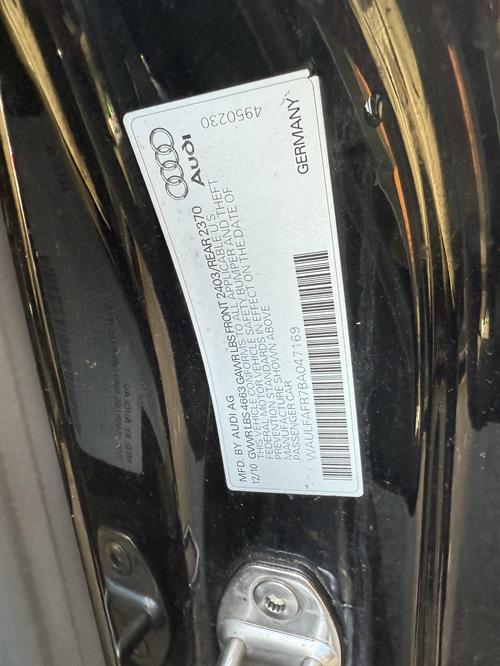 MFD. BY AUDI AG
12/10 GVWR LBS 4663 GAWR LBS FRONT 2403/REAR 2370
THIS VEHICLE CONFORMS TO ALL APPLICABLE U.S.
FEDERAL MOTOR VEHICLE SAFETY, BUMPER AND THEFT
PREVENTION STANDARDS IN EFFECT ON THE DATE OF
MANUFACTURE SHOWN ABOVE.
PASSENGER CAR
WAULFAFR7BA047169
Audi
4950230
GERMANY